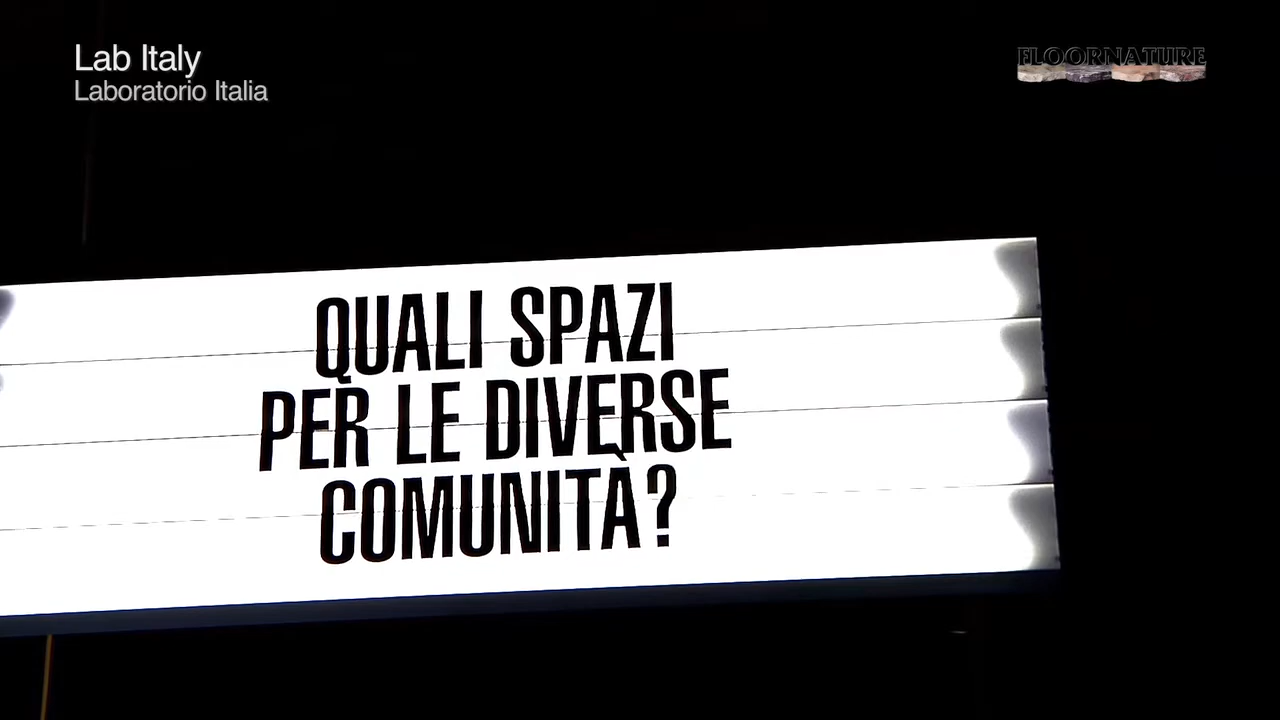 Lab Italy
Laboratorio Italia
FLOORNATURE
QUALI SPAZI
PER LE DIVERSE
COMUNITÀ?